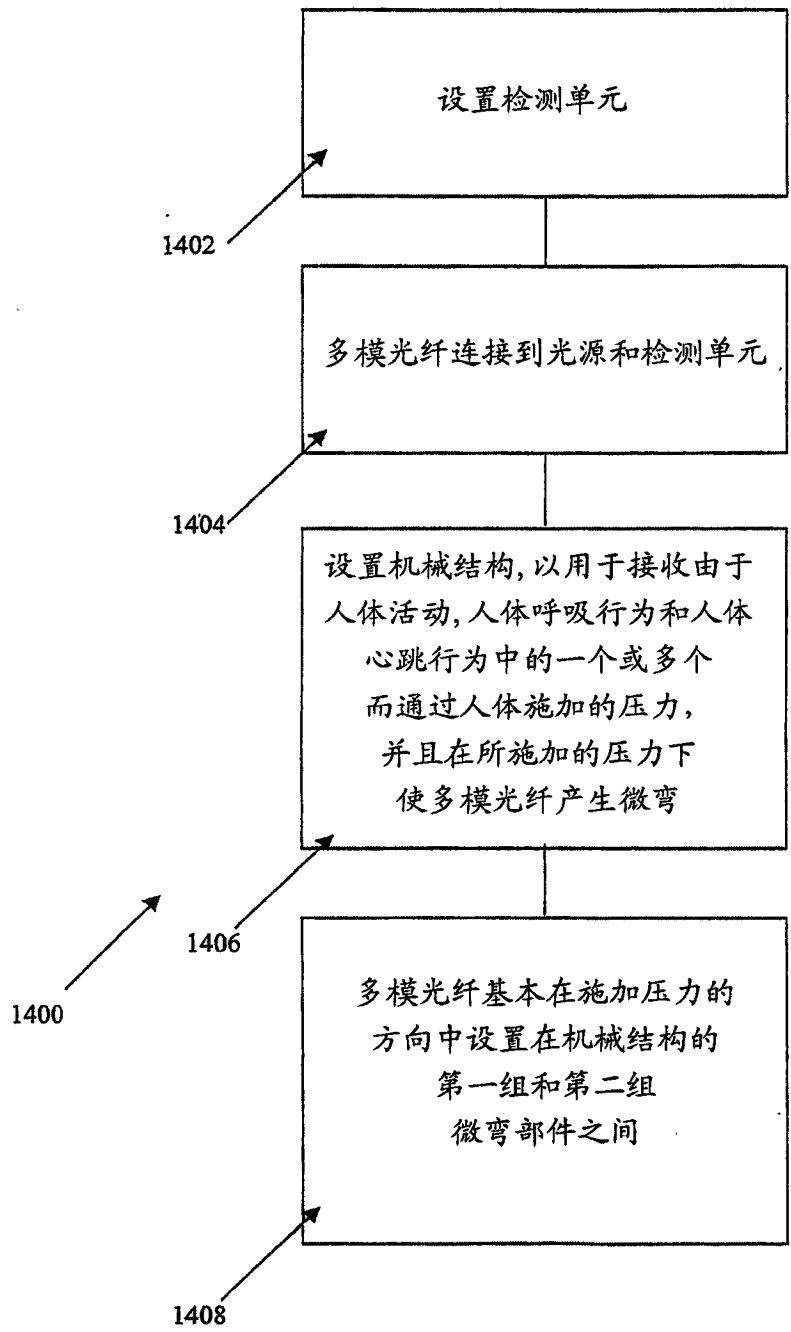 设置检测单元
1402
多模光纤连接到光源和检测单元
1404
设置机械结构,以用于接收由于
人体活动,人体呼吸行为和人体
心跳行为中的一个或多个
而通过人体施加的压力,
并且在所施加的压力下
使多模光纤产生微弯
1406
1400
多模光纤基本在施加压力的
方向中设置在机械结构的
第一组和第二组
微弯部件之间
1408